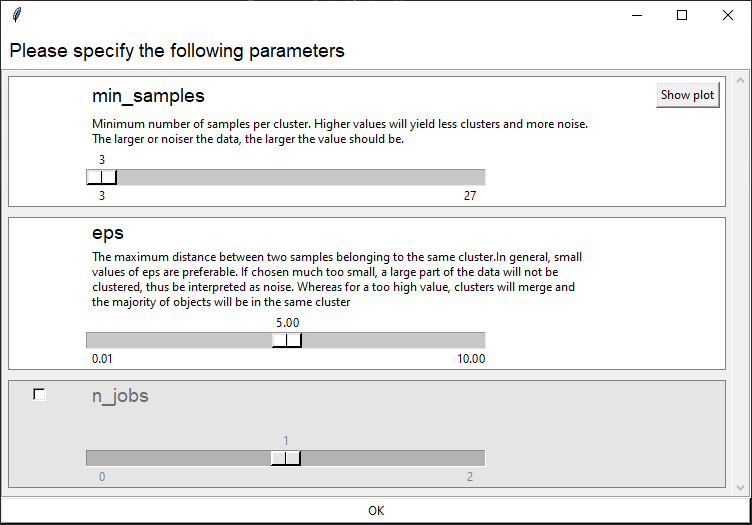 Please specify the following parameters
min_samples
Show plot
Minimum number of samples per cluster. Higher values will yield less clusters and more noise.
The larger or noiser the data, the larger the value should be.
3
3 27
eps
The maximum distance between two samples belonging to the same cluster.In general, small
values of eps are preferable. If chosen much too small, a large part of the data will not be
clustered, thus be interpreted as noise. Whereas for a too high value, clusters will merge and
the majority of objects will be in the same cluster
5.00
0.01 10.00
n_jobs
1
0 2
OK